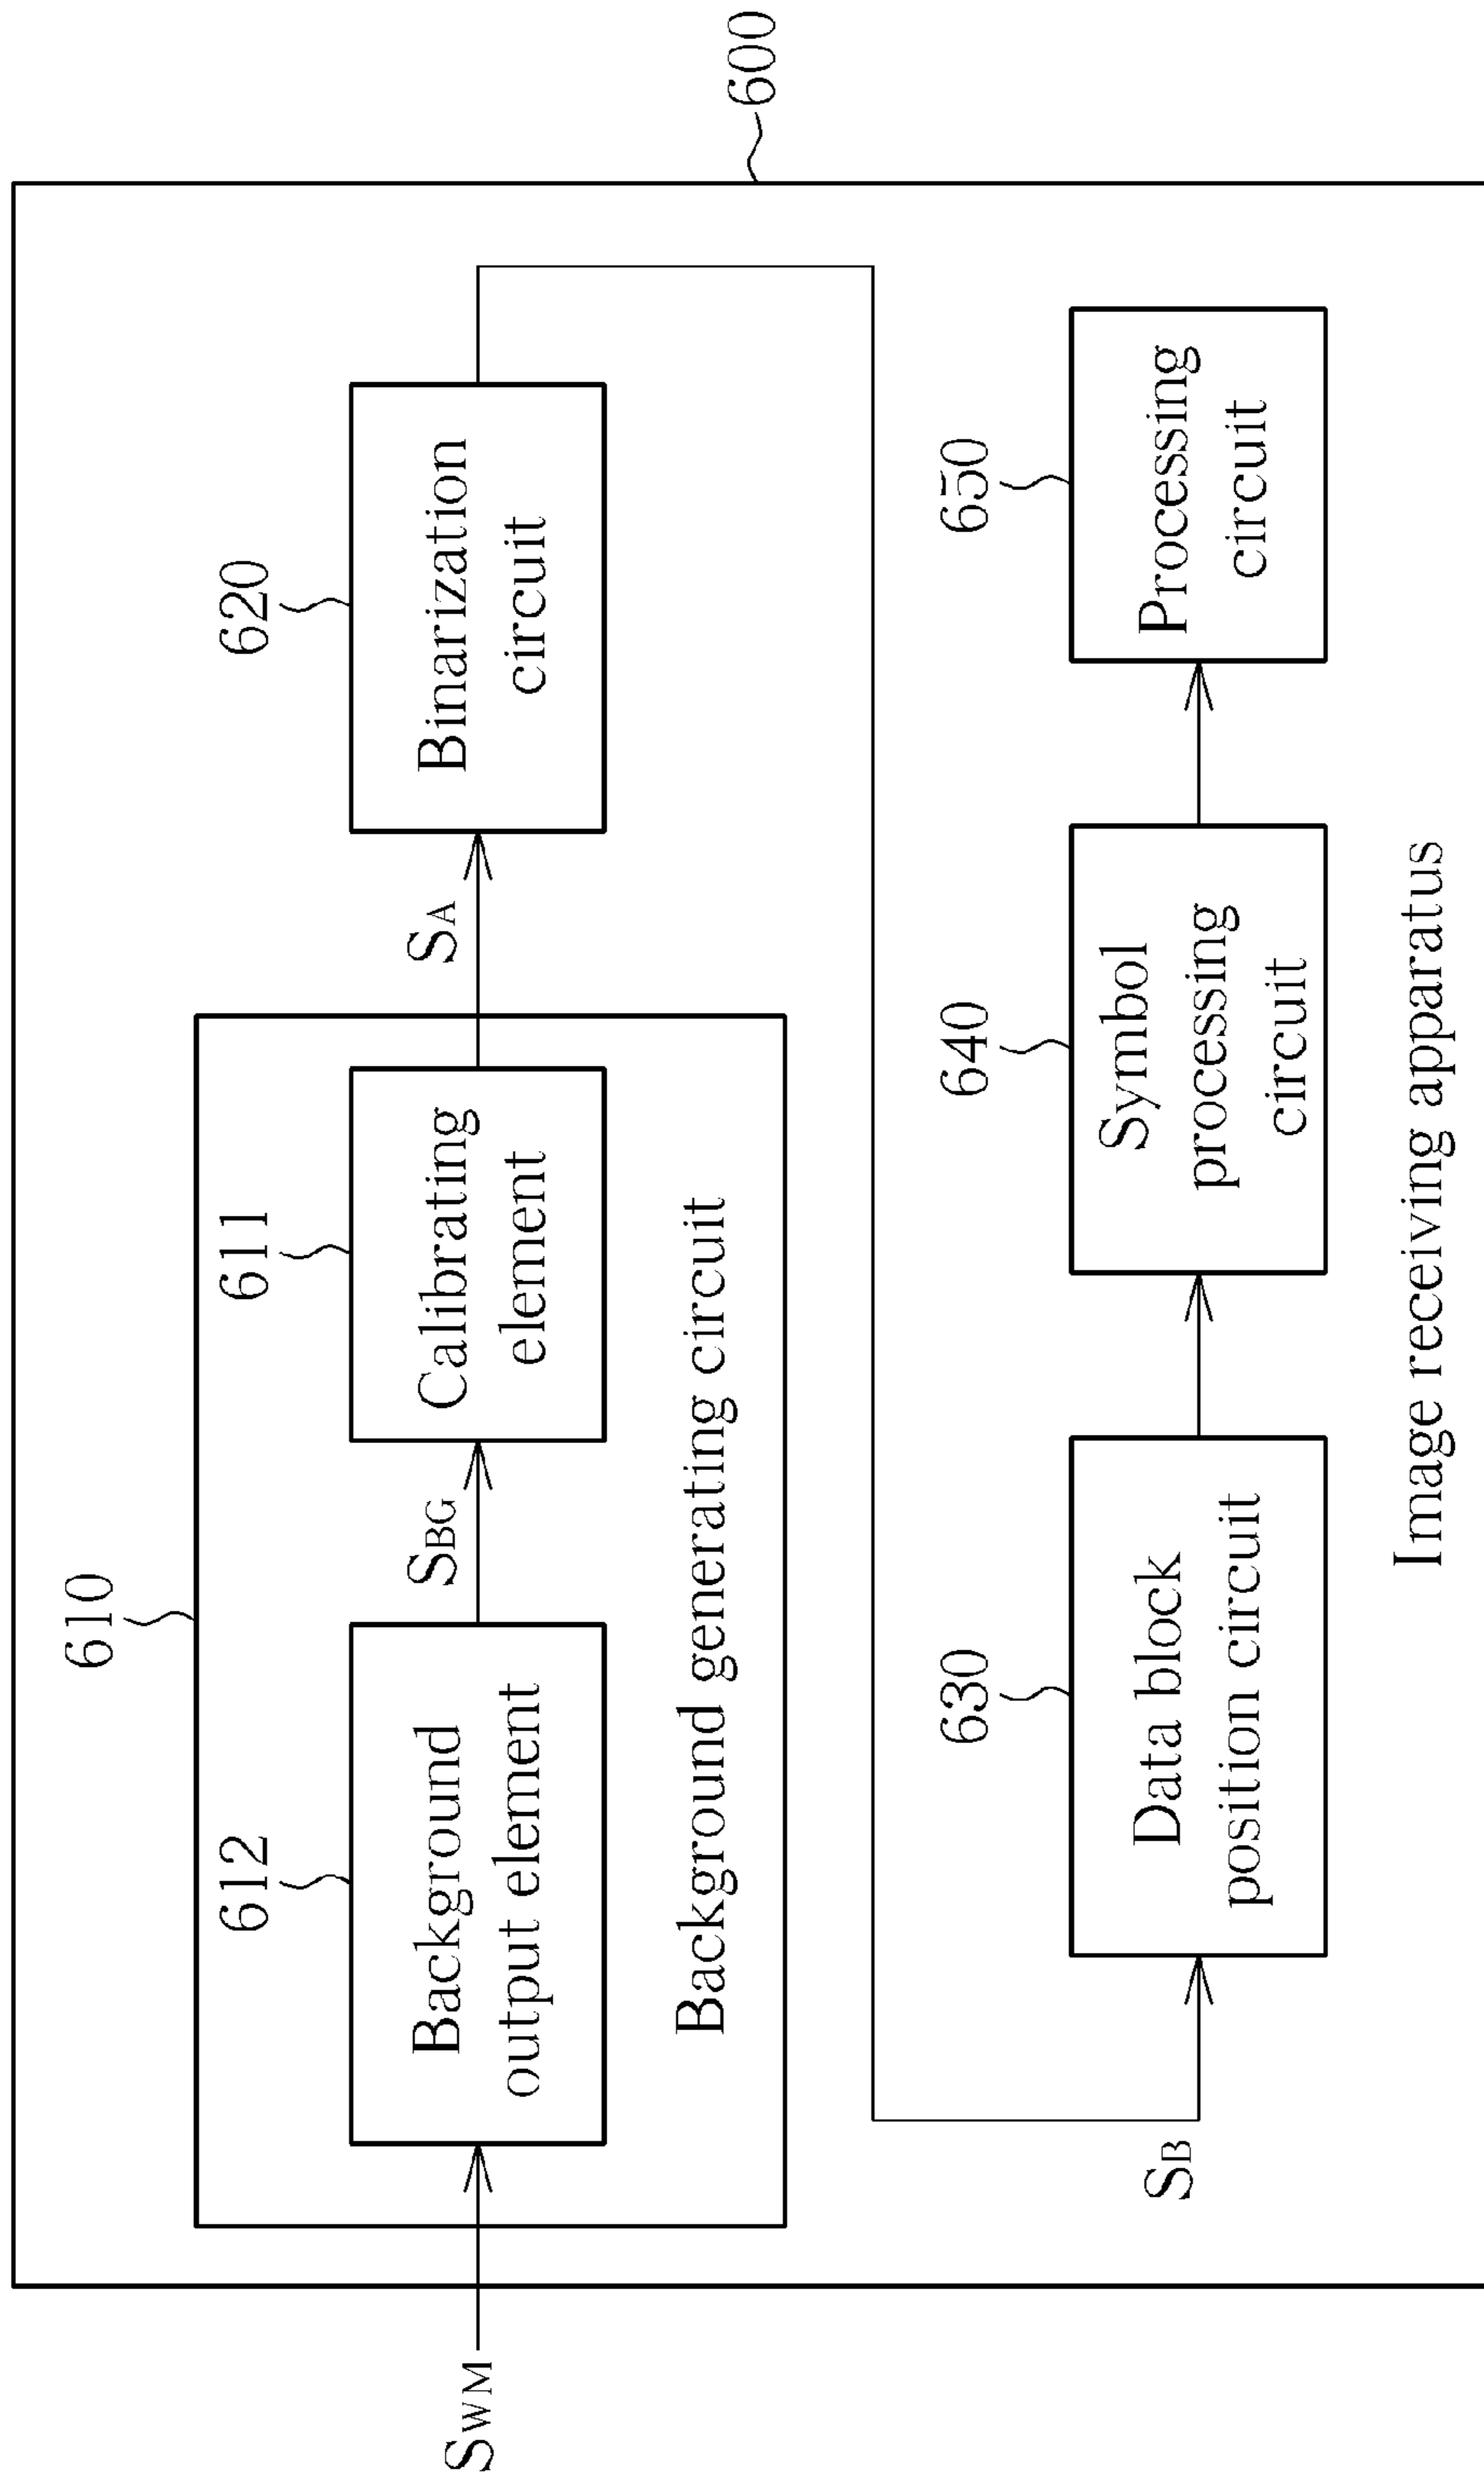 600
610
612
611
620
SWM
Background
output element
SBG
Calibrating
element
SA
Binarization
circuit
Background generating circuit
630
640
650
SB
Data block
position circuit
Symbol
processing
circuit
Processing
circuit
Image receiving apparatus